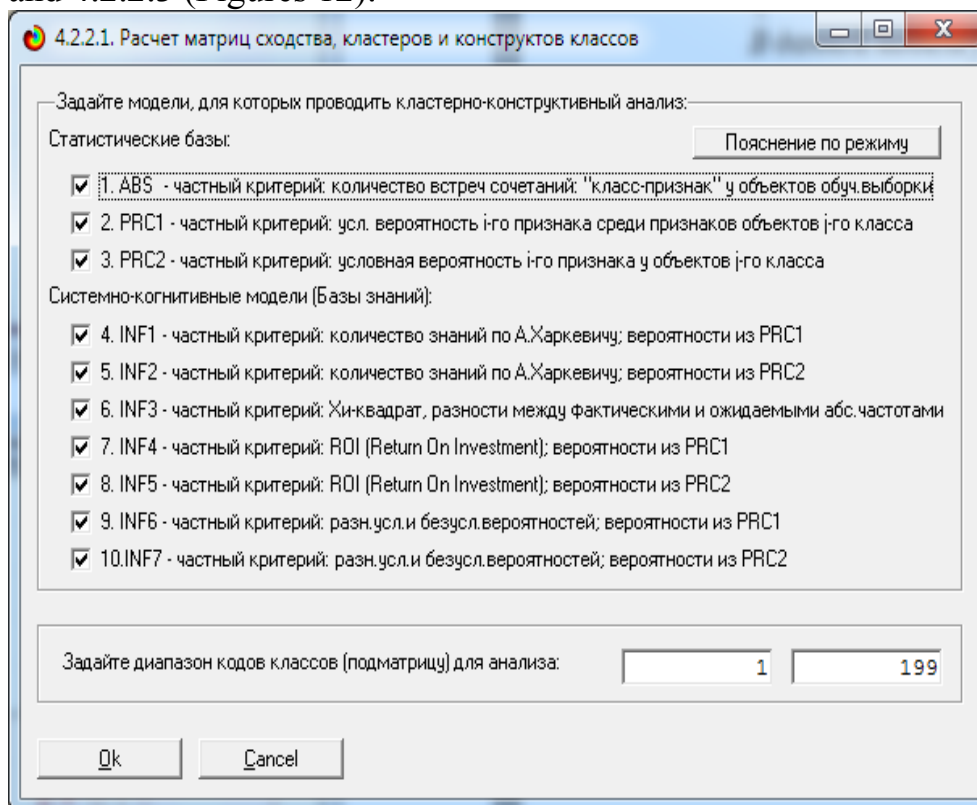 and 4.2.2.3 (Figures 12).
4.2.2.1. Расчет матриц сходства, кластеров и конструктов классов
Задайте модели, для которых проводить кластерно-конструктивный анализ:
Статистические базы:
Пояснение по режиму
1. ABS - частный критерий: количество встреч сочетаний: "класс-признак" у объектов обуч.выборки
2. PRC1 - частный критерий: усл. вероятность i-го признака среди признаков объектов j-го класса
3. PRC2 - частный критерий: условная вероятность i-го признака у объектов j-го класса
Системно-когнитивные модели (Базы знаний):
4. INF1 - частный критерий: количество знаний по А.Харкевичу; вероятности из PRC1
5. INF2 - частный критерий: количество знаний по А.Харкевичу; вероятности из PRC2
6. INF3 - частный критерий: Хи-квадрат, разности между фактическими и ожидаемыми абс.частотами
7. INF4 - частный критерий: ROI (Return On Investment); вероятности из PRC1
8. INF5 - частный критерий: ROI (Return On Investment); вероятности из PRC2
9. INF6 - частный критерий: разн.усл.и безусл.вероятностей; вероятности из PRC1
10.INF7 - частный критерий: разн.усл.и безусл.вероятностей; вероятности из PRC2
Задайте диапазон кодов классов (подматрицу) для анализа: 1 199
Ok Cancel